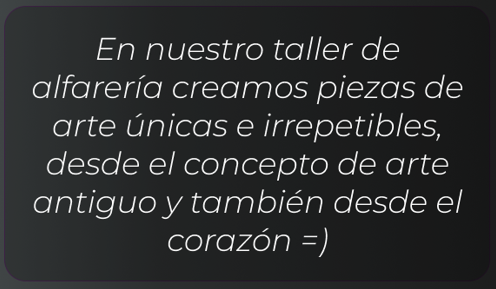 En nuestro taller de
alfarería creamos piezas de
arte únicas e irrepetibles,
desde el concepto de arte
antiguo y también desde el
corazón =)